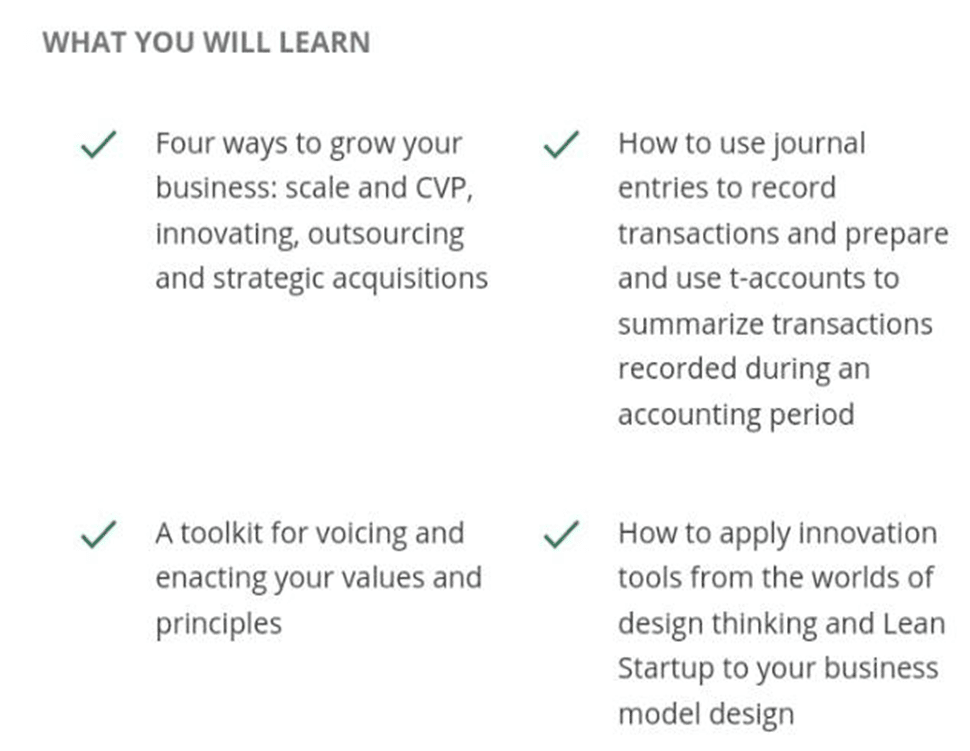 WHAT YOU WILL LEARN
Four ways to grow your
business: scale and CVP,
innovating, outsourcing
and strategic acquisitions
How to use journal
entries to record
transactions and prepare
and use t-accounts to
summarize transactions
recorded during an
accounting period
A toolkit for voicing and
enacting your values and
principles
How to apply innovation
tools from the worlds of
design thinking and Lean
Startup to your business
model design